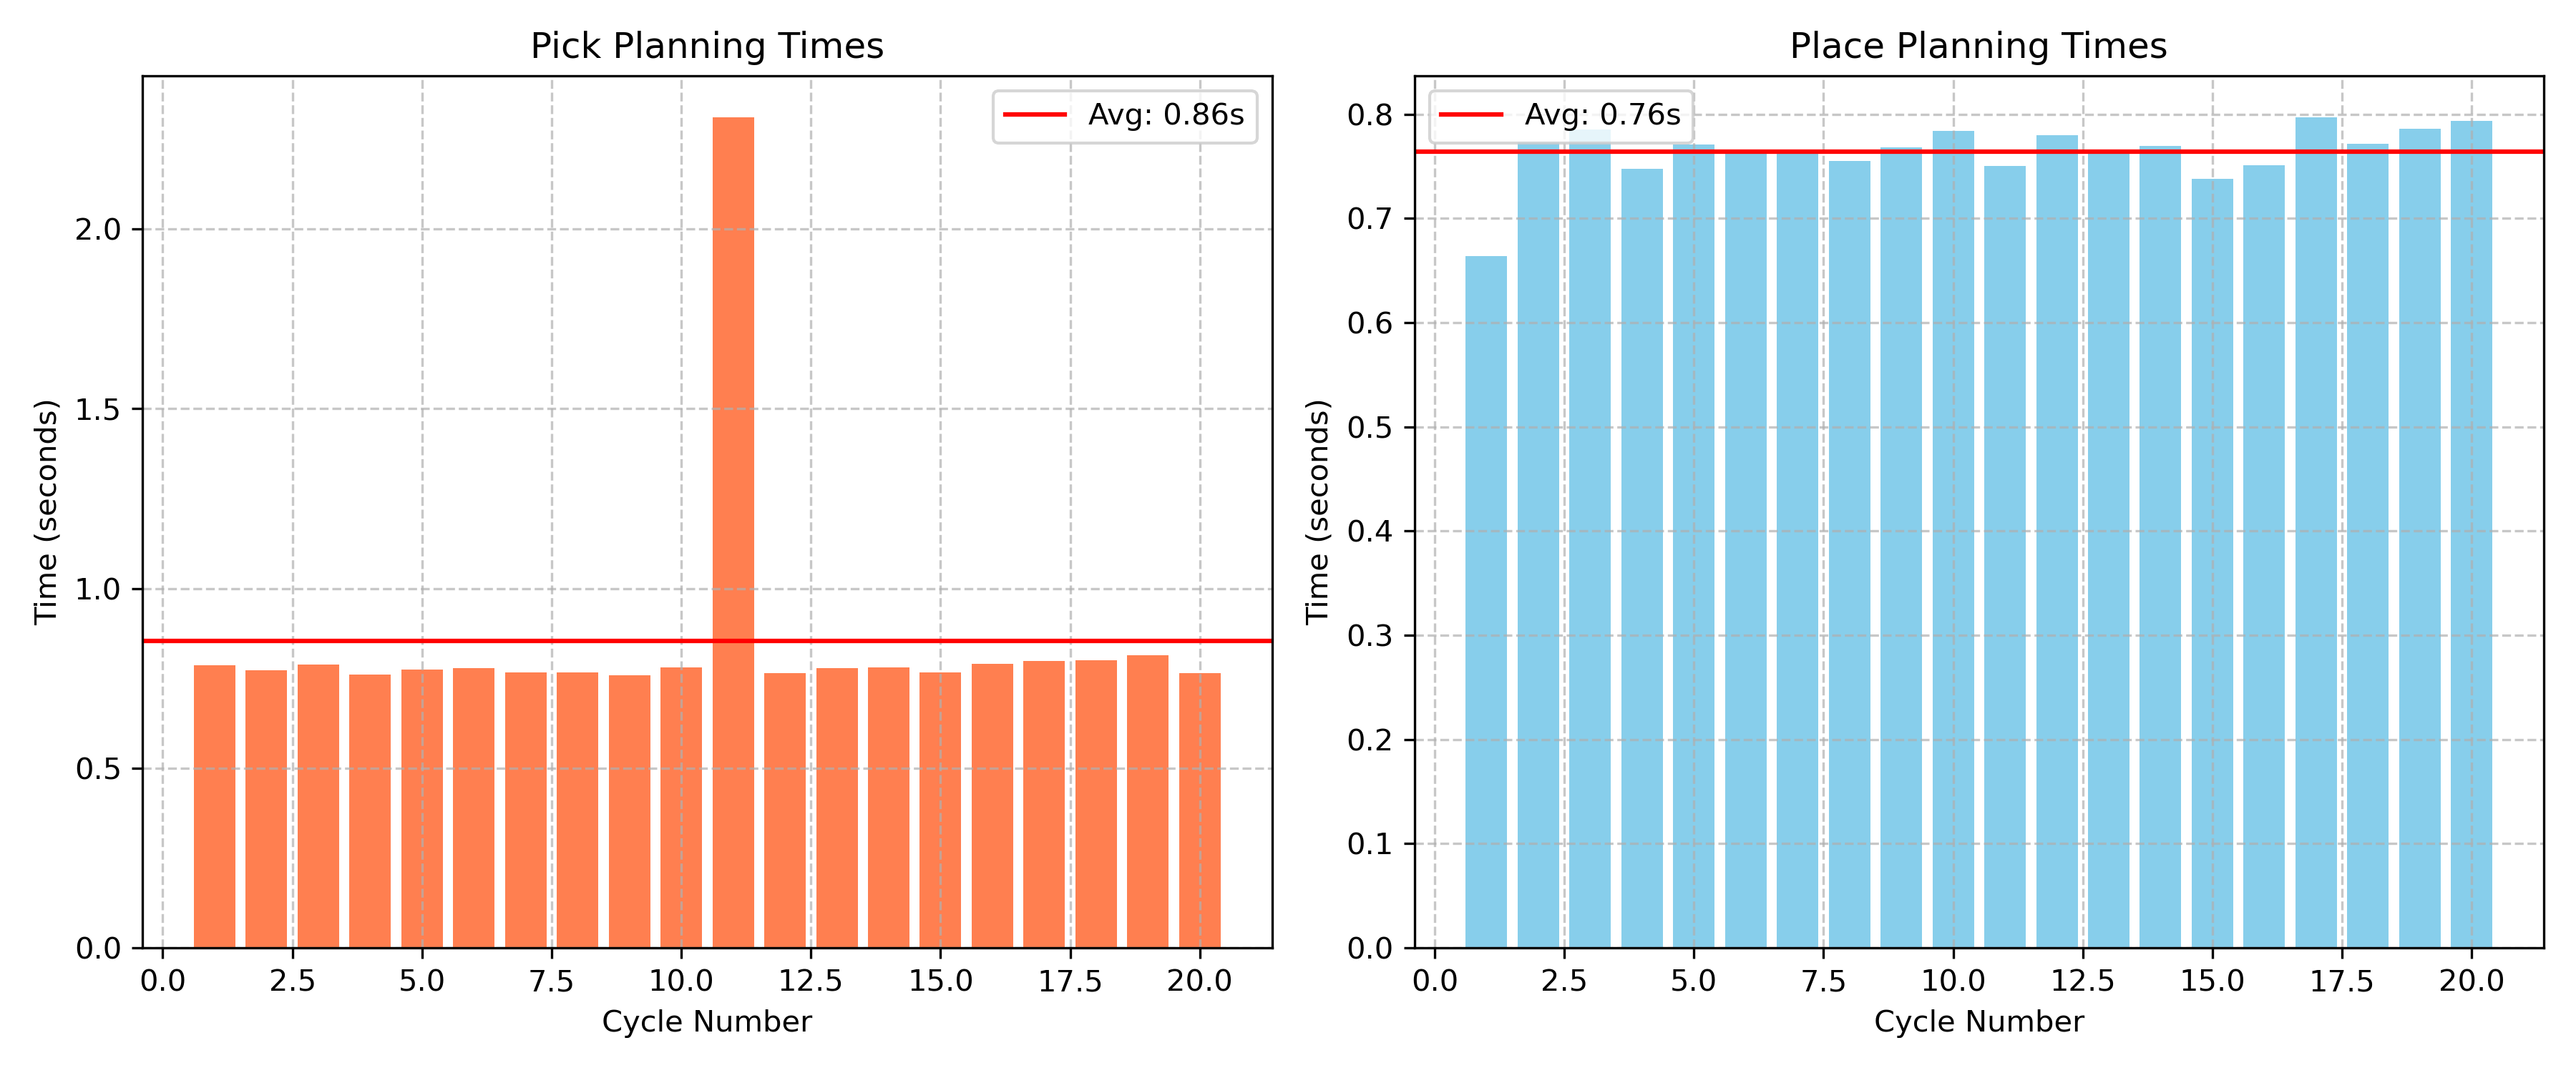 Pick Planning Times
Avg: 0.86s
2.0
1.5
1.0
0.5
0.0
Time (seconds)
0.0 2.5 5.0 7.5 10.0 12.5 15.0 17.5 20.0
Cycle Number
Place Planning Times
Avg: 0.76s
0.8
0.7
0.6
0.5
0.4
0.3
0.2
0.1
0.0
Time (seconds)
0.0 2.5 5.0 7.5 10.0 12.5 15.0 17.5 20.0
Cycle Number